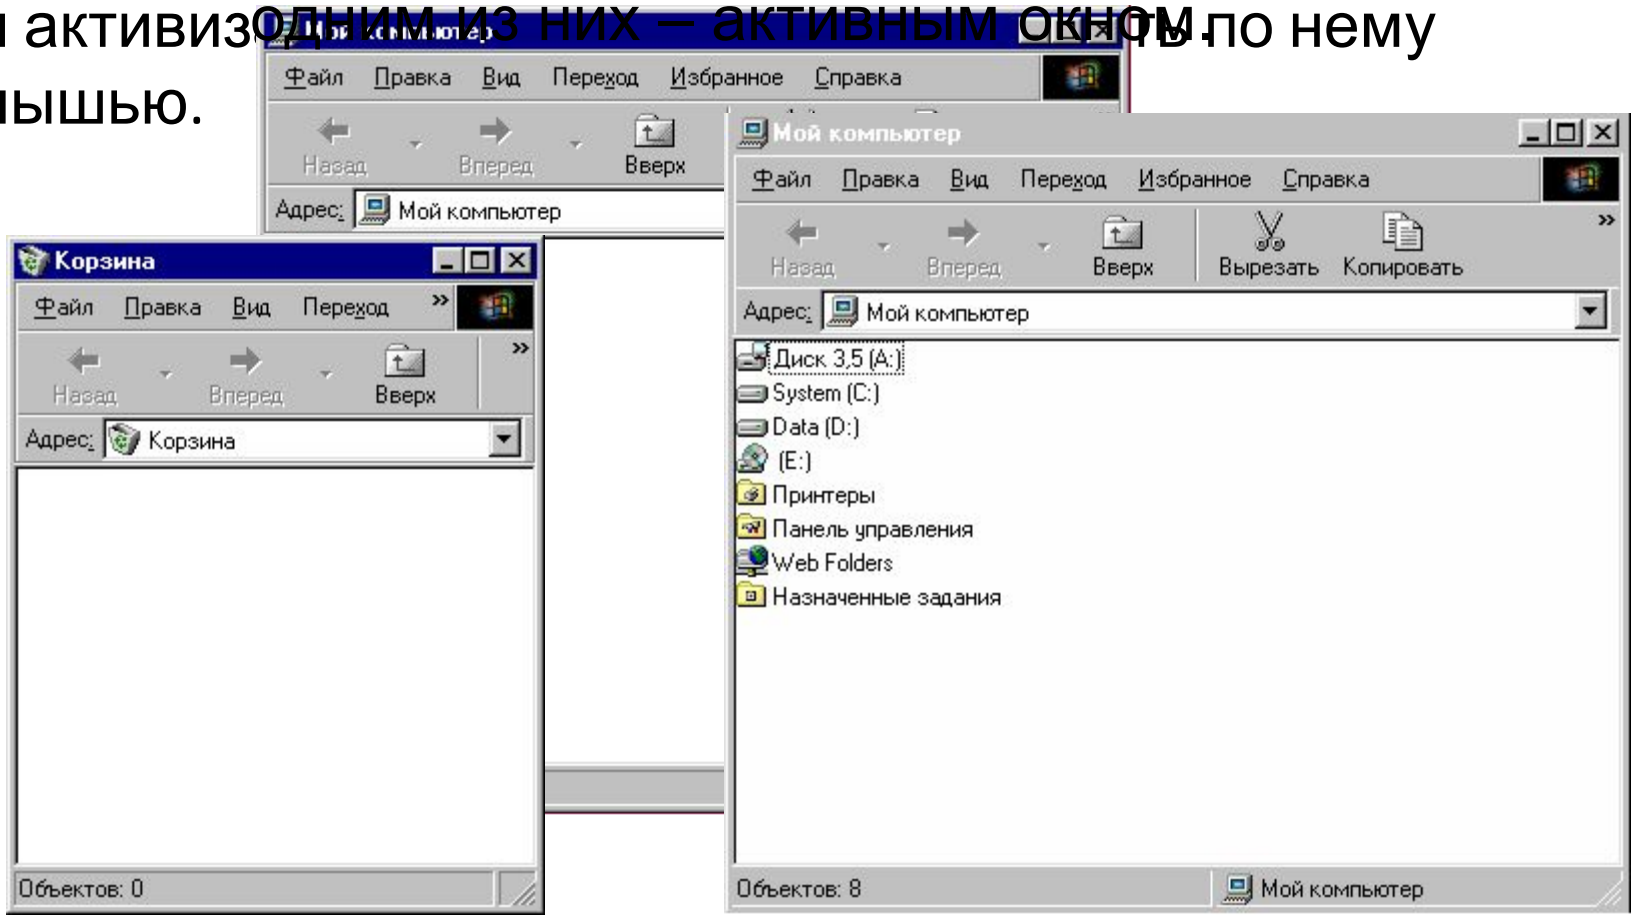 активиз
одним из них – активным окном.
ть по нему
мышью.
Мой компьютер
Файл Правка Вид Переход Избранное Справка
Назад Вперед Вверх
Адрес: Мой компьютер
Корзина
Файл Правка Вид Переход »
Назад Вперед Вверх »
Адрес: Корзина
Объектов: 0
Мой компьютер
Файл Правка Вид Переход Избранное Справка
Назад Вперед Вверх Вырезать Копировать »
Адрес: Мой компьютер
Диск 3,5 (A:)
System (C:)
Data (D:)
(E:)
Принтеры
Панель управления
Web Folders
Назначенные задания
Объектов: 8 Мой компьютер